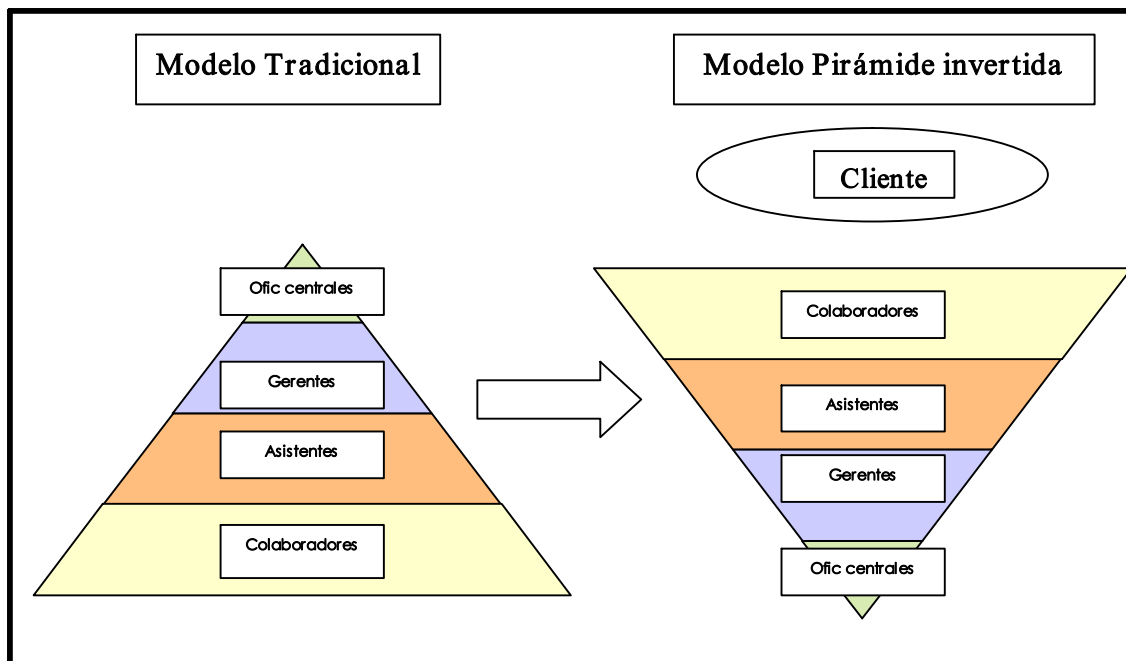 Modelo Tradicional
Ofic centrales
Gerentes
Asistentes
Colaboradores
Modelo Pirámide invertida
Cliente
Colaboradores
Asistentes
Gerentes
Ofic centrales